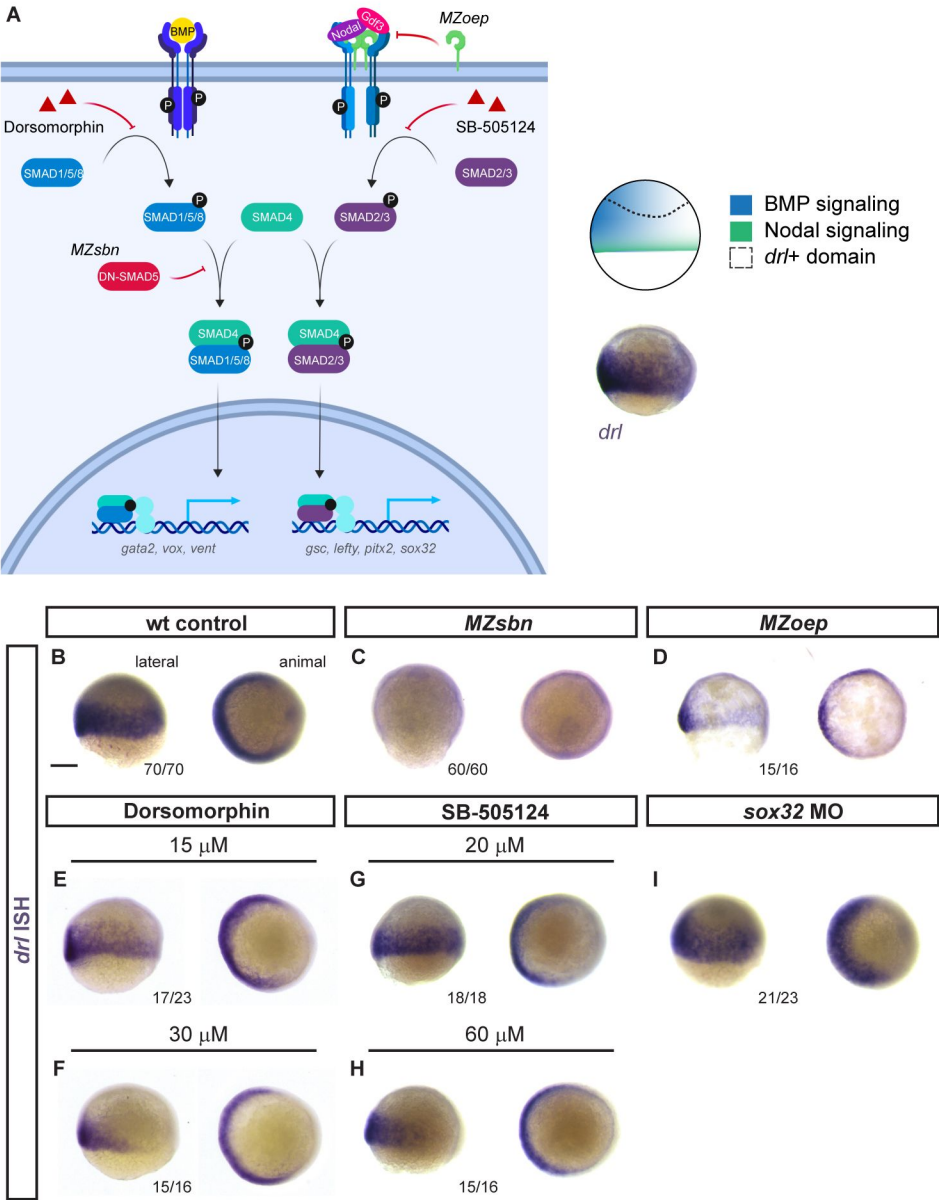 A
BMP
Nodal
Gdf3
MZoep
P
P
P
P
Dorsomorphin
SB-505124
SMAD1/5/8
SMAD2/3
P
P
SMAD1/5/8
SMAD4
SMAD2/3
MZsbn
DN-SMAD5
SMAD4
P
SMAD1/5/8
SMAD4
P
SMAD2/3
gata2, vox, vent
gsc, lefty, pitx2, sox32
BMP signaling
Nodal signaling
drl+ domain
drl
wt control
MZsbn
MZoep
B
lateral
animal
C
D
70/70
60/60
15/16
Dorsomorphin
SB-505124
sox32 MO
15 µM
20 µM
E
G
I
17/23
18/18
21/23
30 µM
60 µM
F
H
15/16
15/16
drl ISH